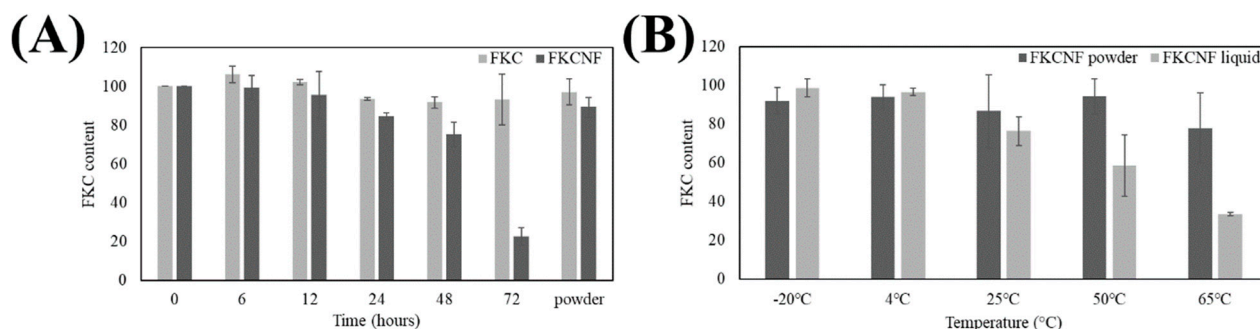 (A)
120
100
80
60
40
20
0
FKC content
FKC FKCNF
0 6 12 24 48 72 powder
Time (hours)
(B)
120
100
80
60
40
20
0
FKC content
FKCNF powder FKCNF liquid
-20°C 4°C 25°C 50°C 65°C
Temperature (°C)